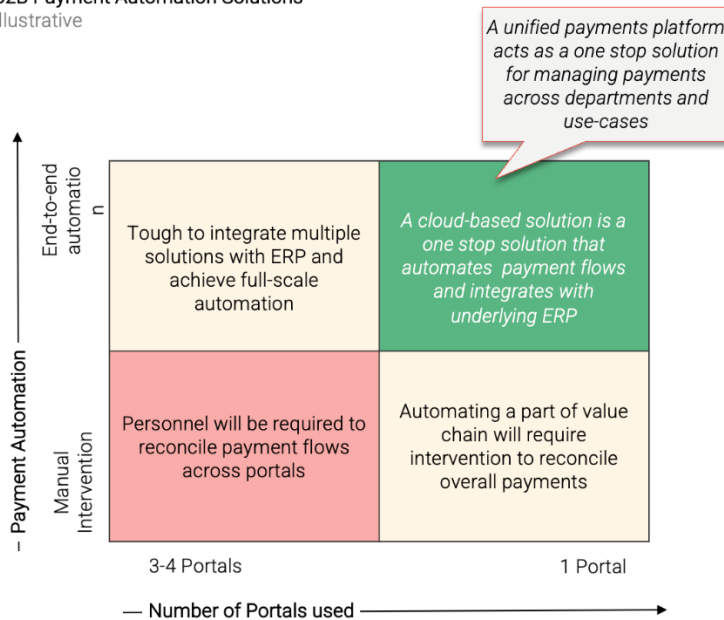 B2B Payment Automation Solutions
Illustrative
A unified payments platform
acts as a one stop solution
for managing payments
across departments and
use-cases
End-to-end
automatio
n
Tough to integrate multiple
solutions with ERP and
achieve full-scale
automation
A cloud-based solution is a
one stop solution that
automates payment flows
and integrates with
underlying ERP
Payment Automation
Manual
Intervention
Personnel will be required to
reconcile payment flows
across portals
Automating a part of value
chain will require
intervention to reconcile
overall payments
3-4 Portals
1 Portal
Number of Portals used